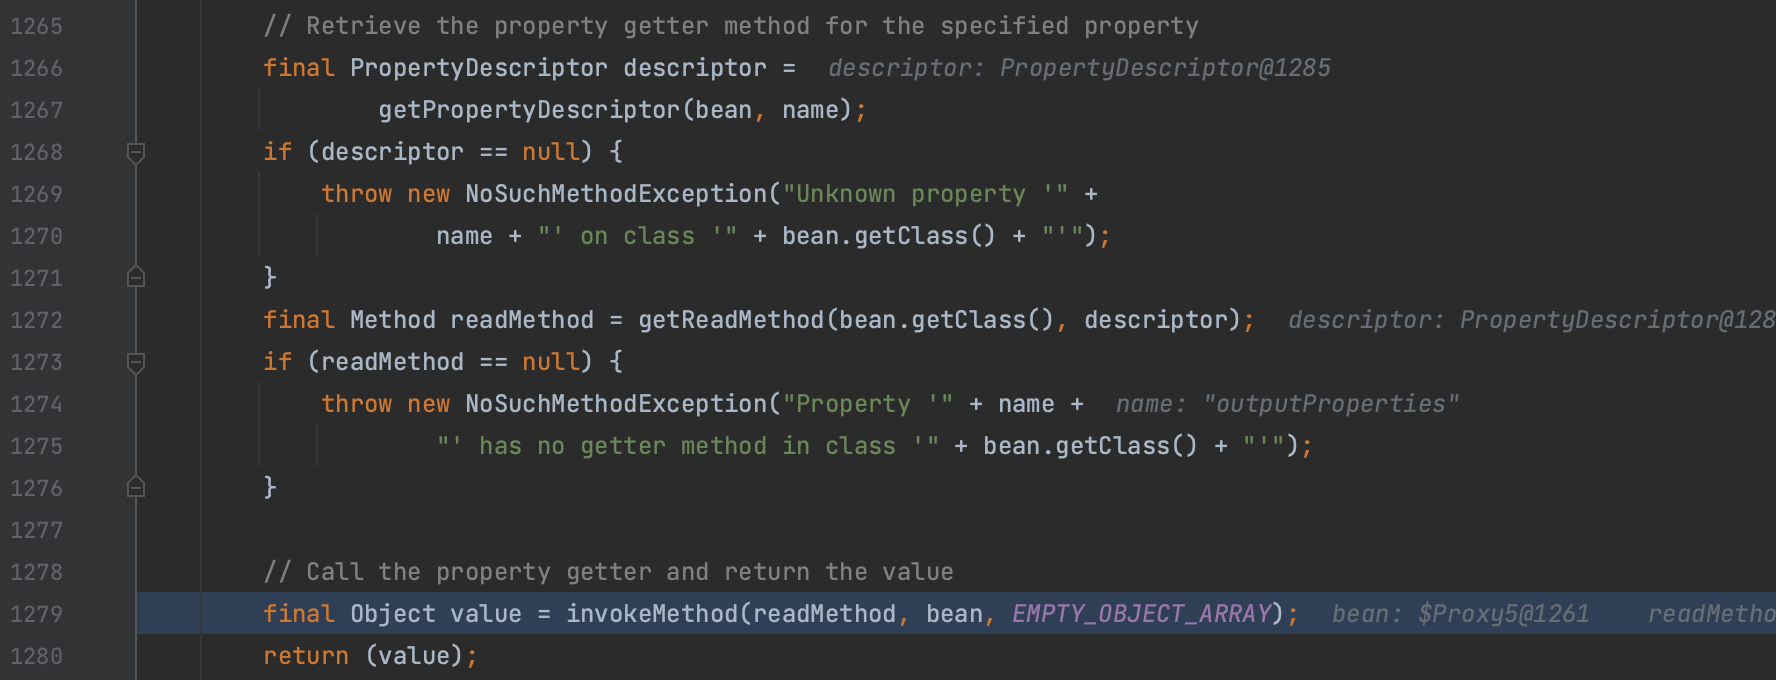 1265 // Retrieve the property getter method for the specified property
1266 final PropertyDescriptor descriptor = descriptor: PropertyDescriptor@1285
1267 getPropertyDescriptor(bean, name);
1268 if (descriptor == null) {
1269 throw new NoSuchMethodException("Unknown property '" +
1270 name + "' on class '" + bean.getClass() + "'");
1271 }
1272 final Method readMethod = getReadMethod(bean.getClass(), descriptor); descriptor: PropertyDescriptor@128
1273 if (readMethod == null) {
1274 throw new NoSuchMethodException("Property '" + name + name: "outputProperties"
1275 "' has no getter method in class '" + bean.getClass() + "'");
1276 }
1277
1278 // Call the property getter and return the value
1279 final Object value = invokeMethod(readMethod, bean, EMPTY_OBJECT_ARRAY); bean: $Proxy5@1261 readMetho
1280 return (value);